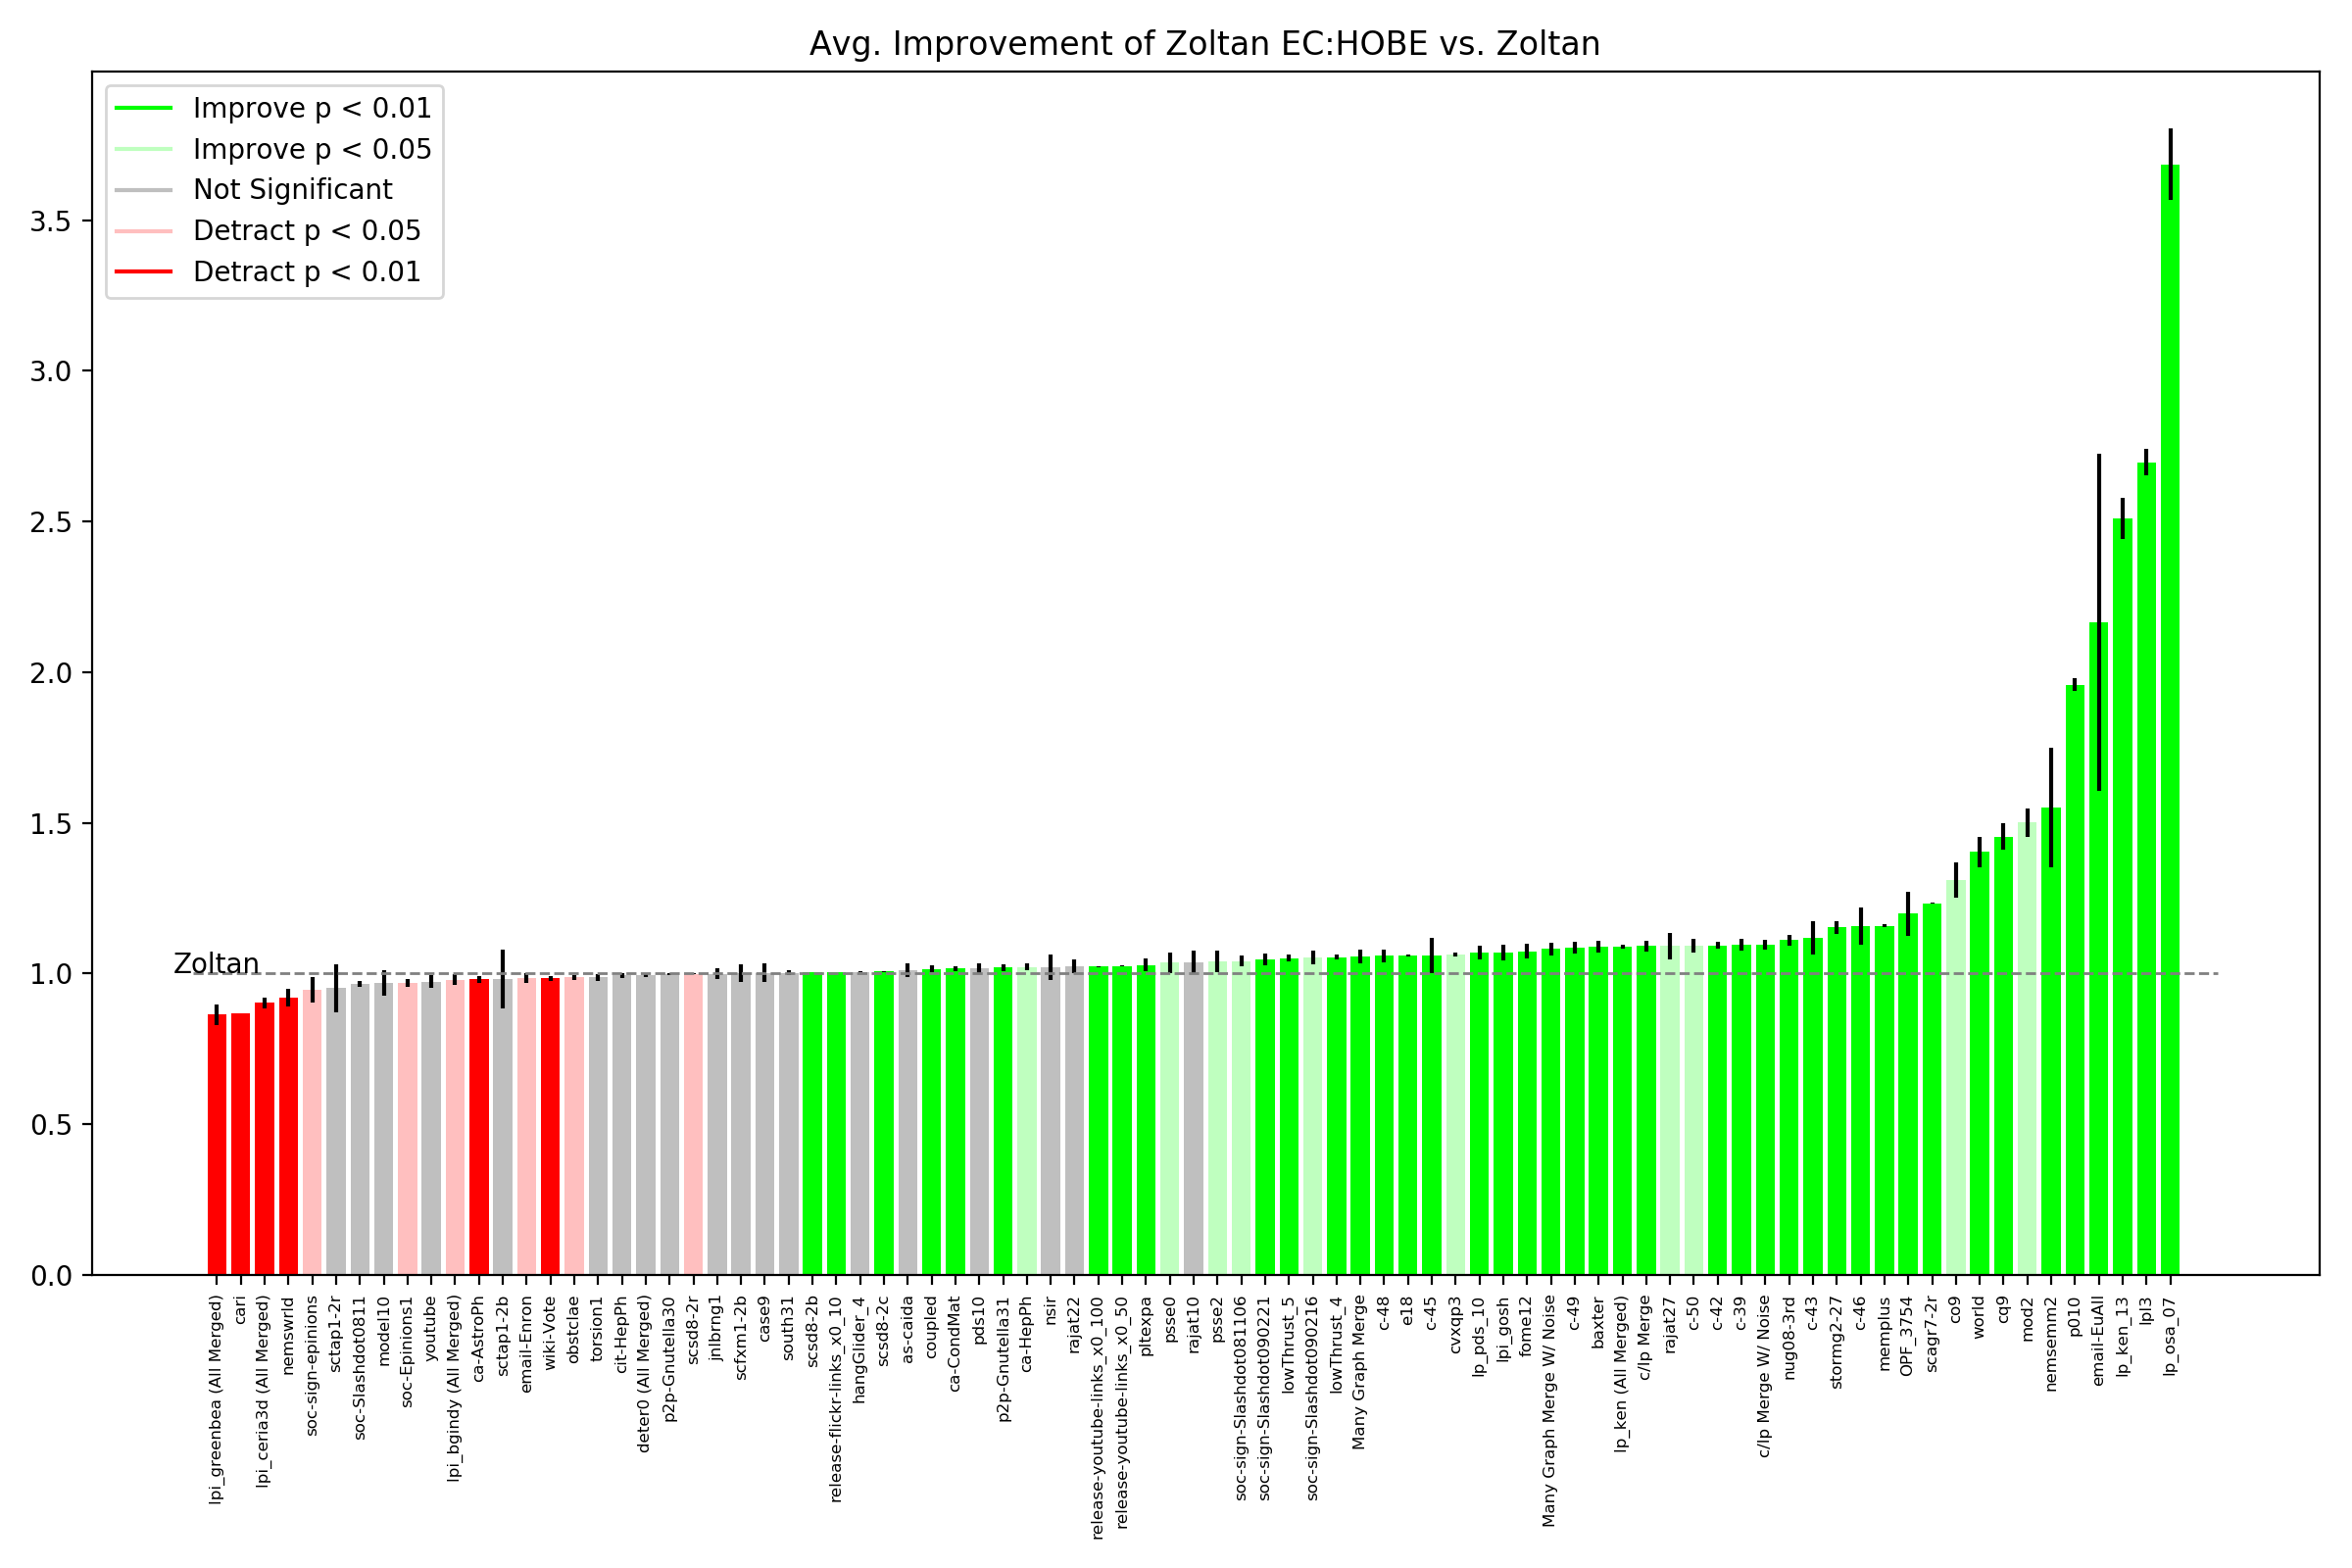 Avg. Improvement of Zoltan EC:HOBE vs. Zoltan
Improve p < 0.01
Improve p < 0.05
Not Significant
Detract p < 0.05
Detract p < 0.01
3.5
3.0
2.5
2.0
1.5
1.0
0.5
0.0
Zoltan
lpi_greenbea (All Merged)
cari
lpi_ceria3d (All Merged)
nemswrld
soc-sign-epinions
sctap1-2r
soc-Slashdot0811
model10
soc-Epinions1
youtube
lpi_bgindy (All Merged)
ca-AstroPh
sctap1-2b
email-Enron
wiki-Vote
obstclae
torsion1
cit-HepPh
deter0 (All Merged)
p2p-Gnutella30
scsd8-2r
jnlbrng1
scfxm1-2b
case9
south31
scsd8-2b
release-flickr-links_x0_10
hangGlider_4
scsd8-2c
as-caida
coupled
ca-CondMat
pds10
p2p-Gnutella31
ca-HepPh
nsir
rajat22
release-youtube-links_x0_100
release-youtube-links_x0_50
pltexpa
psse0
rajat10
psse2
soc-sign-Slashdot081106
soc-sign-Slashdot090221
lowThrust_5
soc-sign-Slashdot090216
lowThrust_4
Many Graph Merge
c-48
e18
c-45
cvxqp3
lp_pds_10
lpi_gosh
fome12
Many Graph Merge W/ Noise
c-49
baxter
lp_ken (All Merged)
c/lp Merge
rajat27
c-50
c-42
c-39
c/lp Merge W/ Noise
nug08-3rd
c-43
stormg2-27
c-46
memplus
OPF_3754
scagr7-2r
co9
world
cq9
mod2
nemsemm2
p010
email-EuAll
lp_ken_13
lpl3
lp_osa_07